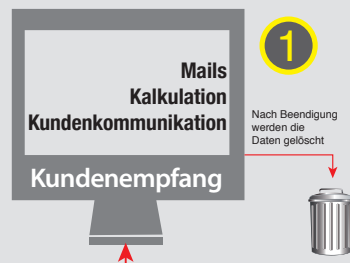 1
Mails
Kalkulation
Kundenkommunikation
Kundenempfang
Nach Beendigung
werden die
Daten gelöscht